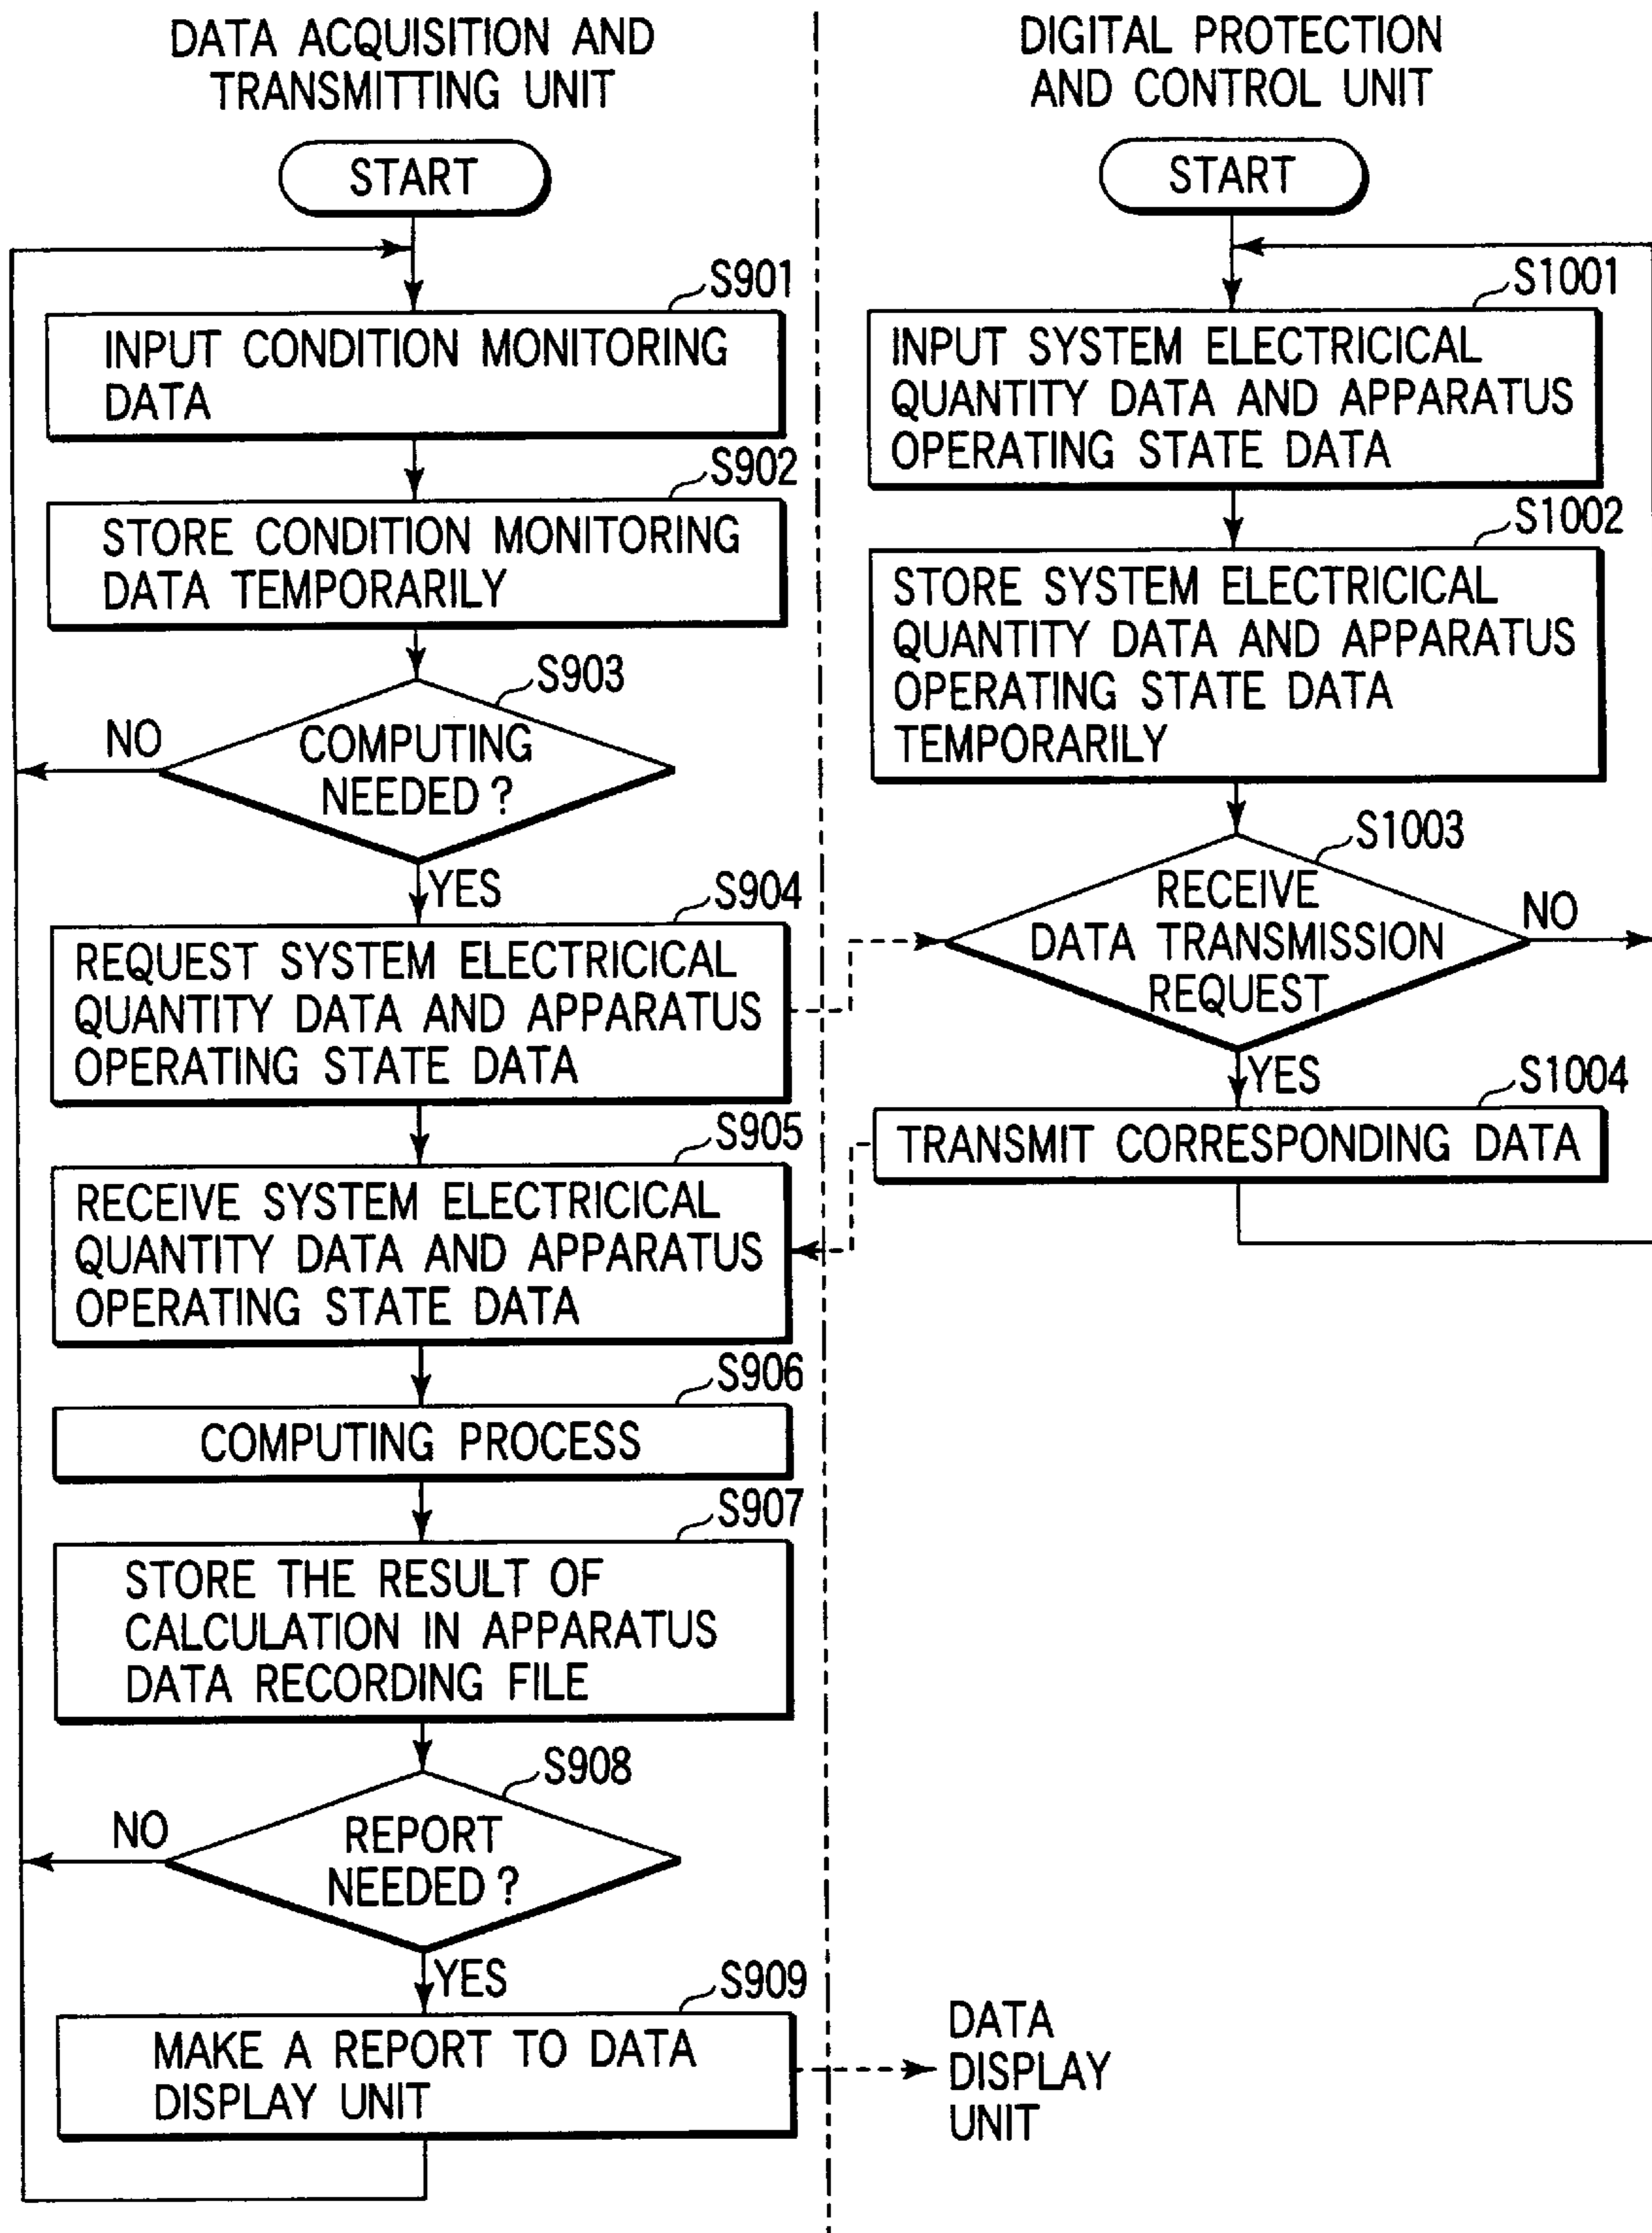 DATA ACQUISITION AND
TRANSMITTING UNIT
START
S901
INPUT CONDITION MONITORING
DATA
S902
STORE CONDITION MONITORING
DATA TEMPORARILY
S903
COMPUTING
NEEDED ?
NO
YES
S904
REQUEST SYSTEM ELECTRICICAL
QUANTITY DATA AND APPARATUS
OPERATING STATE DATA
S905
RECEIVE SYSTEM ELECTRICICAL
QUANTITY DATA AND APPARATUS
OPERATING STATE DATA
S906
COMPUTING PROCESS
S907
STORE THE RESULT OF
CALCULATION IN APPARATUS
DATA RECORDING FILE
S908
REPORT
NEEDED ?
NO
YES
S909
MAKE A REPORT TO DATA
DISPLAY UNIT
DIGITAL PROTECTION
AND CONTROL UNIT
START
S1001
INPUT SYSTEM ELECTRICICAL
QUANTITY DATA AND APPARATUS
OPERATING STATE DATA
S1002
STORE SYSTEM ELECTRICICAL
QUANTITY DATA AND APPARATUS
OPERATING STATE DATA
TEMPORARILY
S1003
RECEIVE
DATA TRANSMISSION
REQUEST
NO
YES
S1004
TRANSMIT CORRESPONDING DATA
DATA
DISPLAY
UNIT